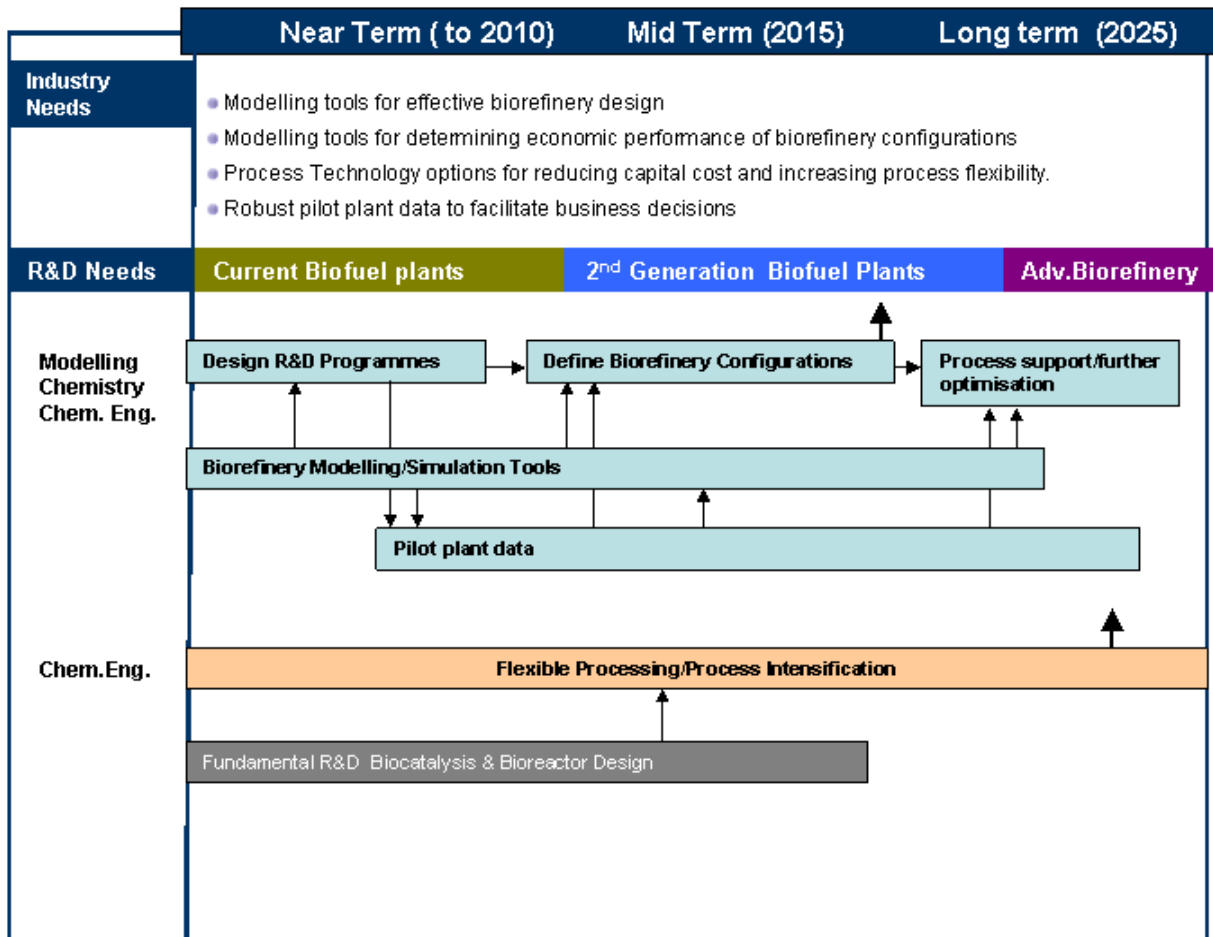 Near Term ( to 2010) Mid Term (2015) Long term (2025)
Industry
Needs
Modelling tools for effective biorefinery design
Modelling tools for determining economic performance of biorefinery configurations
Process Technology options for reducing capital cost and increasing process flexibility.
Robust pilot plant data to facilitate business decisions
R&D Needs Current Biofuel plants 2nd Generation Biofuel Plants Adv.Biorefinery
Modelling
Chemistry
Chem. Eng.
Design R&D Programmes
Define Biorefinery Configurations
Process support/further
optimisation
Biorefinery Modelling/Simulation Tools
Pilot plant data
Chem.Eng.
Flexible Processing/Process Intensification
Fundamental R&D Biocatalysis & Bioreactor Design